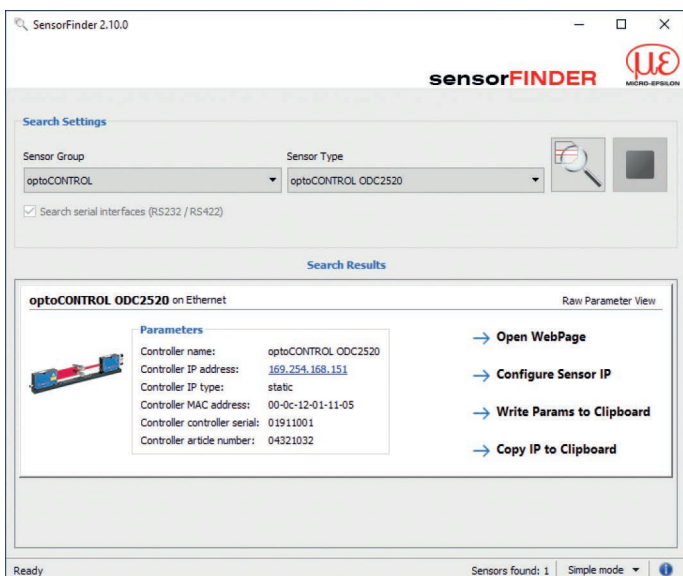 SensorFinder 2.10.0
sensorFINDER
με
MICRO-EPSILON
Search Settings
Sensor Group
Sensor Type
optoCONTROL
optoCONTROL ODC2520
Search serial interfaces (RS232 / RS422)
Search Results
optoCONTROL ODC2520 on Ethernet
Raw Parameter View
Parameters
Controller name: optoCONTROL ODC2520
Controller IP address: 169.254.168.151
Controller IP type: static
Controller MAC address: 00-0c-12-01-11-05
Controller controller serial: 01911001
Controller article number: 04321032
Open WebPage
Configure Sensor IP
Write Params to Clipboard
Copy IP to Clipboard
Ready
Sensors found: 1
Simple mode